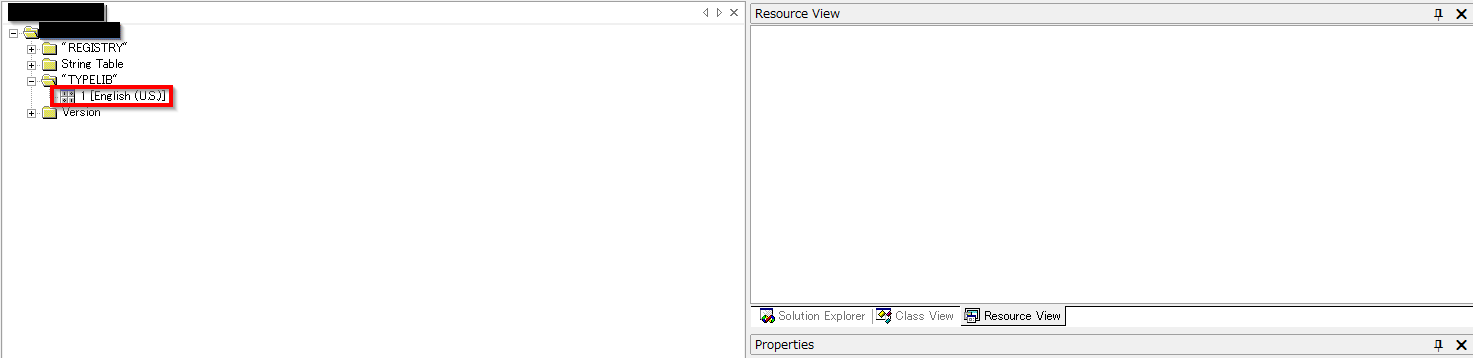 Resource View
"REGISTRY"
String Table
"TYPELIB"
1 [English (U.S.)]
Version
Solution Explorer
Class View
Resource View
Properties